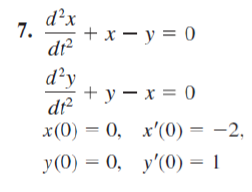 7. d²x/dt² + x − y = 0
d²y/dt² + y − x = 0
x(0) = 0, x′(0) = −2,
y(0) = 0, y′(0) = 1